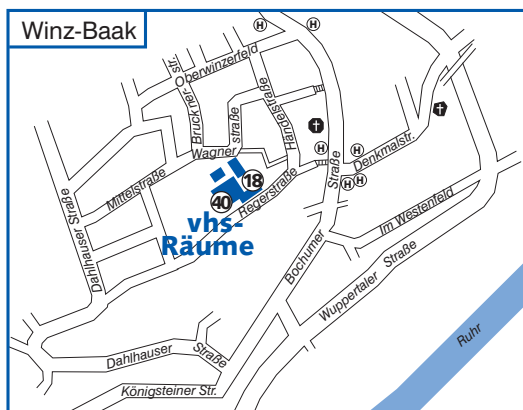 Winz-Baak
H
H
Oberwinzerfeld
Bruckner-
str.
Wagner
straße
Händelstraße
H
Denkmalstr.
H H
Mittelstraße
18
40
Regerstraße
vhs-
Räume
Straße
Bochumer
Im Westenfeld
Dahlhauser Straße
Wuppertaler Straße
Ruhr
Dahlhauser
Straße
Königsteiner Str.